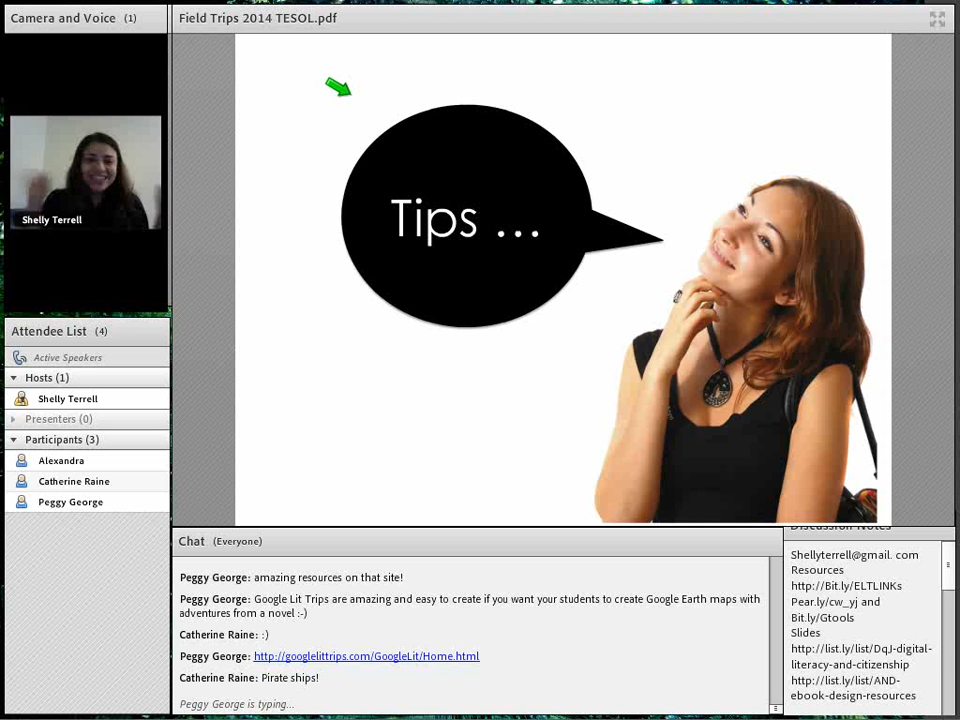 Camera and Voice (1)
Field Trips 2014 TESOL.pdf
Shelly Terrell
Tips ...
Attendee List (4)
Active Speakers
Hosts (1)
Shelly Terrell
Presenters (0)
Participants (3)
Alexandra
Catherine Raine
Peggy George
Chat (Everyone)
Peggy George: amazing resources on that site!
Peggy George: Google Lit Trips are amazing and easy to create if you want your students to create Google Earth maps with
adventures from a novel :-)
Catherine Raine: :)
Peggy George: http://googlelittrips.com/GoogleLit/Home.html
Catherine Raine: Pirate ships!
Peggy George is typing...
Discussion Notes
Shellyterrell@gmail. com
Resources
http://Bit.ly/ELTLINKs
Pear.ly/cw_yj and
Bit.ly/Gtools
Slides
http://list.ly/list/DqJ-digital-
literacy-and-citizenship
http://list.ly/list/AND-
ebook-design-resources